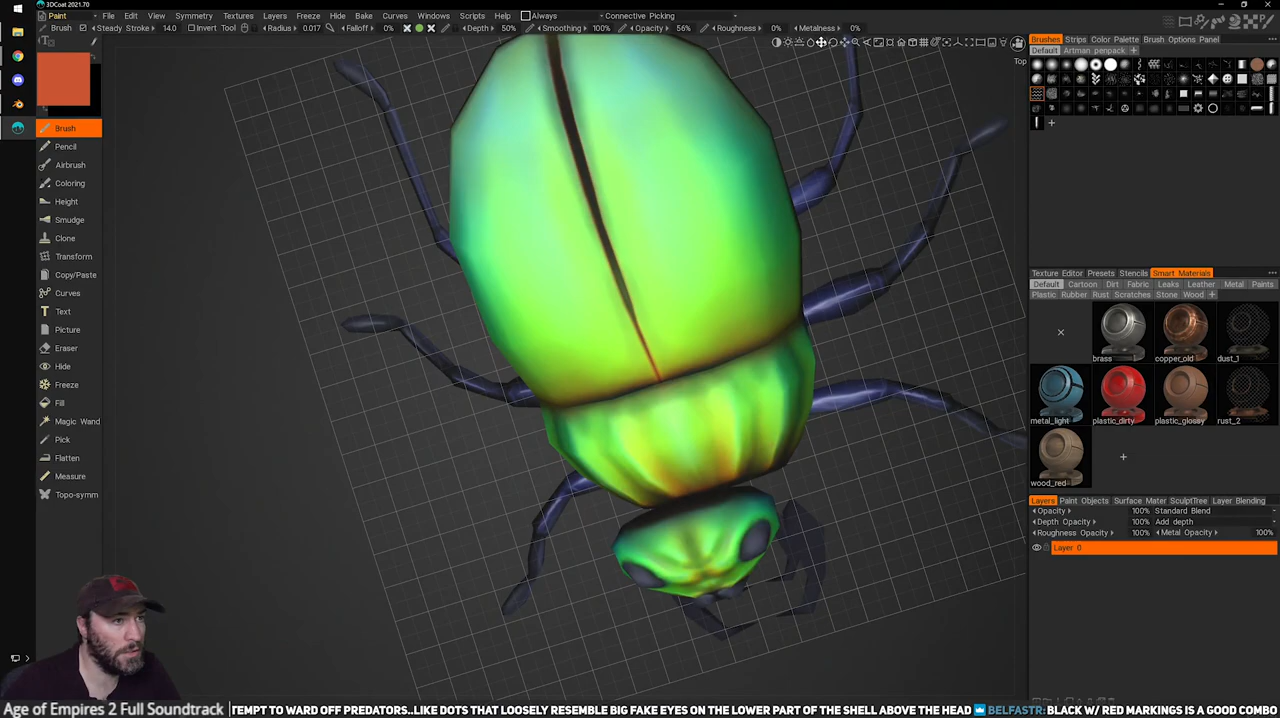 3DCoat 2021.70
Paint File Edit View Symmetry Textures Layers Hide Bake Curves Windows Scripts Help Always Connective Picking
Brush Steady Stroke 14.0 Invert Tool Radius 0.017 Falloff 0% Depth 50% Smoothing 100% Opacity 56% Roughness 0% Metalness 0%
Top
Brush
Pencil
Airbrush
Coloring
Height
Smudge
Clone
Transform
Copy/Paste
Curves
Text
Picture
Eraser
Hide
Freeze
Fill
Magic Wand
Pick
Flatten
Measure
Topo-symm
Brushes Strips Color Palette Brush Options Panel
Default Artman penpack +
Texture Editor Presets Stencils Smart Materials
Default Cartoon Dirt Fabric Leaks Leather Metal Paints
Plastic Rubber Rust Scratches Stone Wood +
brass copper_old dust_1
metal_light plastic_dirty plastic_glossy rust_2
wood_red
Layers Paint Objects Surface Mater SculptTree Layer Blending
Opacity 100% Standard Blend
Depth Opacity 100% Add depth
Roughness Opacity 100% Metal Opacity 100%
Layer 0
Age of Empires 2 Full Soundtrack TEMPT TO WARD OFF PREDATORS..LIKE DOTS THAT LOOSELY RESEMBLE BIG FAKE EYES ON THE LOWER PART OF THE SHELL ABOVE THE HEAD BELFASTR: BLACK W/ RED MARKINGS IS A GOOD COMBO